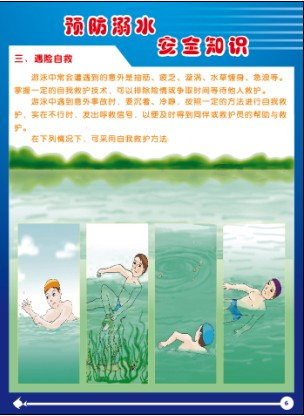 预防溺水
安全知识
三、遇险自救
游泳中常会遭遇到的意外是抽筋、疲乏、漩涡、水草缠身、急浪等。
掌握一定的自我救护技术，可以排除险情或争取时间等待他人救护。
游泳中遇到意外事故时，要沉着、冷静，按照一定的方法进行自我救
护，实在不行时，发出呼救信号，以便及时得到同伴或救护员的帮助与救
护。
在下列情况下，可采用自我救护方法：
6